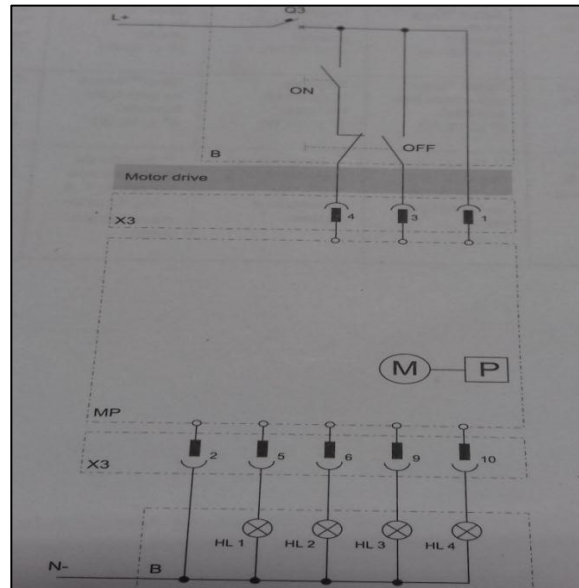 L+ Q3
ON
OFF
B
Motor drive
X3 4 3 1
M P
MP
X3 2 5 6 9 10
HL 1 HL 2 HL 3 HL 4
N- B